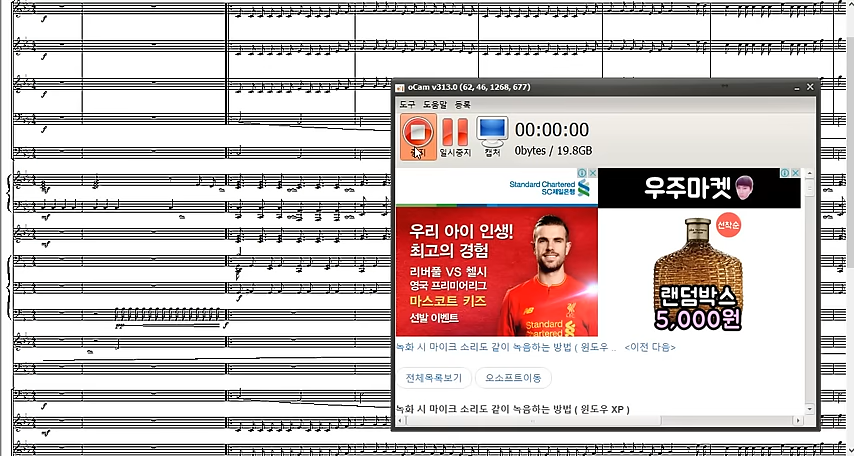 oCam v313.0 (62, 46, 1268, 677)
도구 도움말 등록
일시중지 캡처
00:00:00
0bytes / 19.8GB
Standard Chartered
SC제일은행
우리 아이 인생!
최고의 경험
리버풀 VS 첼시
영국 프리미어리그
마스코트 키즈
선발 이벤트
Standard
Chartered
우주마켓
선착순
랜덤박스
5,000원
녹화 시 마이크 소리도 같이 녹음하는 방법 ( 윈도우 .. <이전 다음>
전체목록보기 오소프트이동
녹화 시 마이크 소리도 같이 녹음하는 방법 ( 윈도우 XP )
f
f
f
f
mf
mf
mf
f
f
pp
f
f
mf